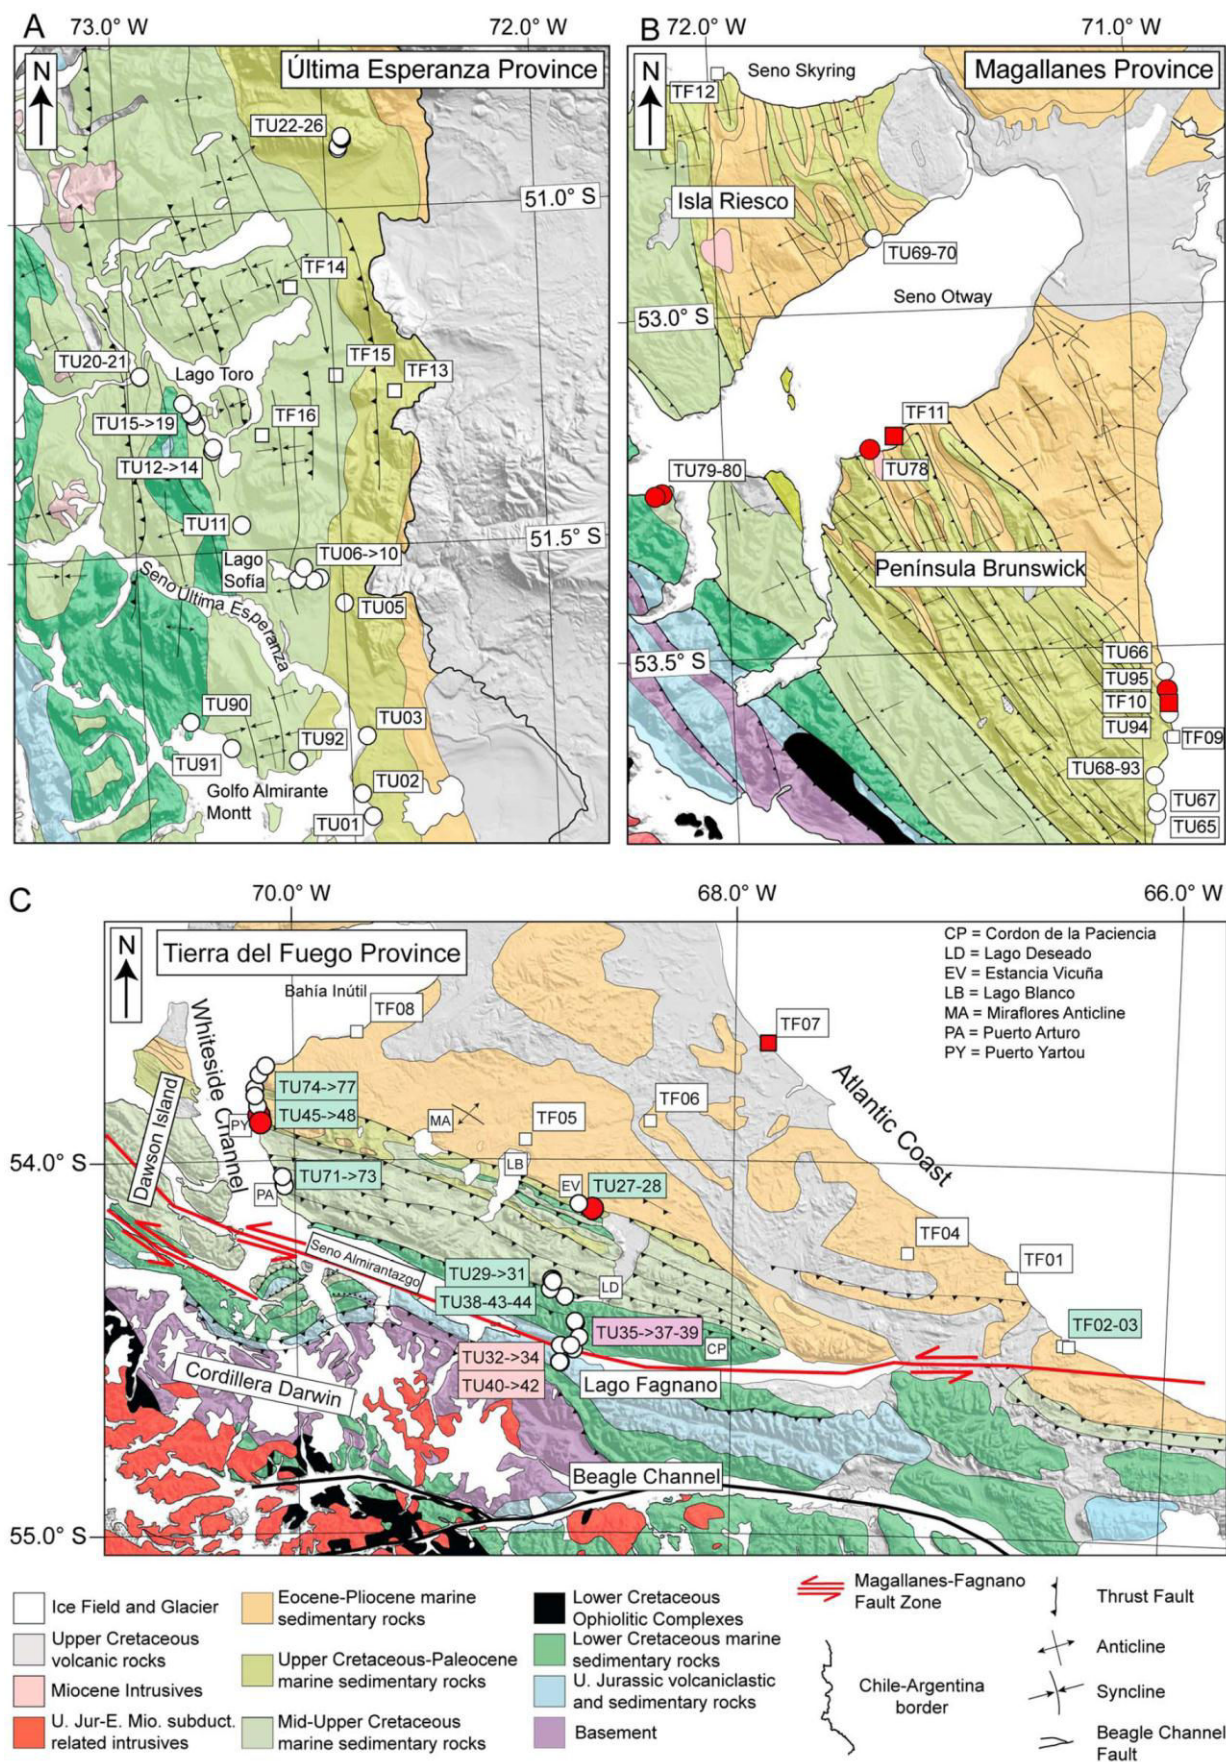 A
73.0° W
72.0° W
N
Última Esperanza Province
TU22-26
51.0° S
TF14
TU20-21
Lago Toro
TF15
TF13
TU15->19
TF16
TU12->14
TU11
51.5° S
TU06->10
Lago
Sofía
Seno Última Esperanza
TU05
TU90
TU03
TU91
TU92
TU02
Golfo Almirante
Montt
TU01
B
72.0° W
71.0° W
N
Seno Skyring
Magallanes Province
TF12
Isla Riesco
TU69-70
Seno Otway
53.0° S
TF11
TU78
TU79-80
Península Brunswick
53.5° S
TU66
TU95
TF10
TU94
TF09
TU68-93
TU67
TU65
C
70.0° W
68.0° W
66.0° W
N
Tierra del Fuego Province
CP = Cordon de la Paciencia
LD = Lago Deseado
EV = Estancia Vicuña
LB = Lago Blanco
MA = Miraflores Anticline
PA = Puerto Arturo
PY = Puerto Yartou
Bahía Inútil
TF08
TF07
Whiteside Channel
Dawson Island
TU74->77
TU45->48
PY
MA
TF05
TF06
Atlantic Coast
54.0° S
LB
TU71->73
PA
EV
TU27-28
TF04
TF01
Seno Almirantazgo
TU29->31
LD
TU38-43-44
TU35->37-39
CP
TF02-03
TU32->34
TU40->42
Lago Fagnano
Cordillera Darwin
Beagle Channel
55.0° S
Ice Field and Glacier
Upper Cretaceous
volcanic rocks
Miocene Intrusives
U. Jur-E. Mio. subduct.
related intrusives
Eocene-Pliocene marine
sedimentary rocks
Upper Cretaceous-Paleocene
marine sedimentary rocks
Mid-Upper Cretaceous
marine sedimentary rocks
Lower Cretaceous
Ophiolitic Complexes
Lower Cretaceous marine
sedimentary rocks
U. Jurassic volcaniclastic
and sedimentary rocks
Basement
Magallanes-Fagnano
Fault Zone
Chile-Argentina
border
Thrust Fault
Anticline
Syncline
Beagle Channel
Fault